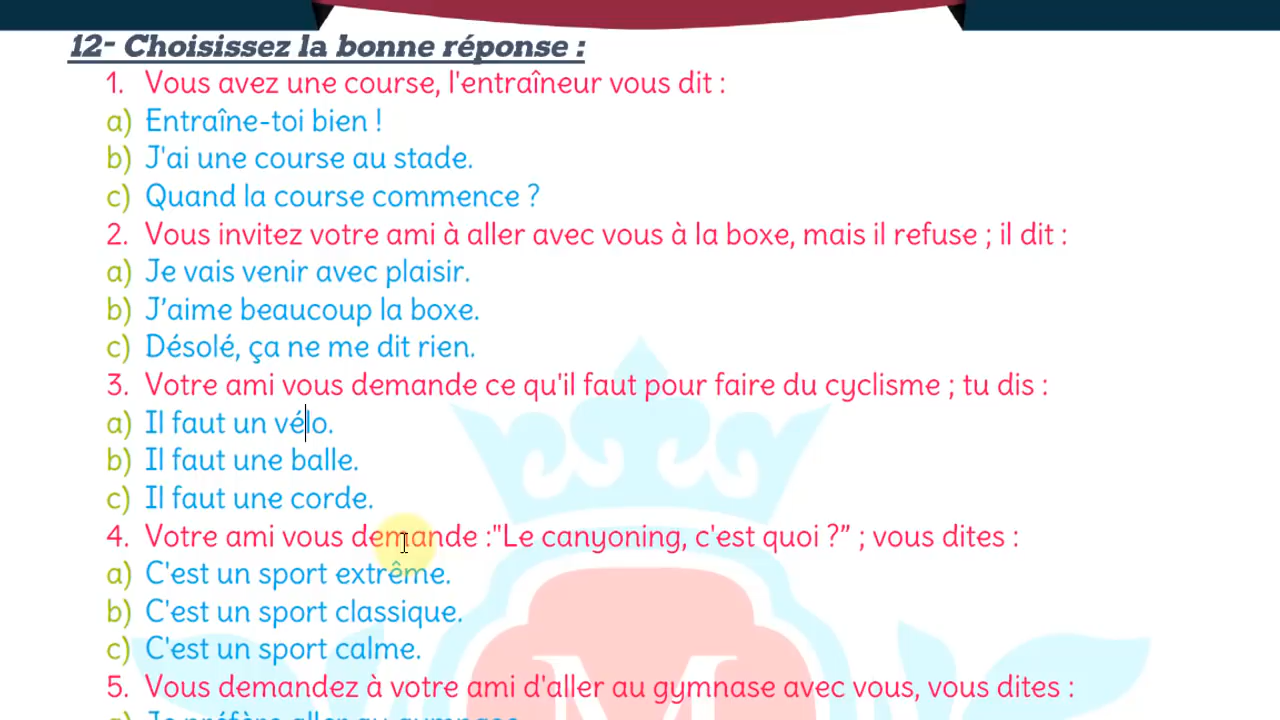 12- Choisissez la bonne réponse :
1. Vous avez une course, l'entraîneur vous dit :
a) Entraîne-toi bien !
b) J'ai une course au stade.
c) Quand la course commence ?
2. Vous invitez votre ami à aller avec vous à la boxe, mais il refuse ; il dit :
a) Je vais venir avec plaisir.
b) J’aime beaucoup la boxe.
c) Désolé, ça ne me dit rien.
3. Votre ami vous demande ce qu'il faut pour faire du cyclisme ; tu dis :
a) Il faut un vélo.
b) Il faut une balle.
c) Il faut une corde.
4. Votre ami vous demande :"Le canyoning, c'est quoi ?” ; vous dites :
a) C'est un sport extrême.
b) C'est un sport classique.
c) C'est un sport calme.
5. Vous demandez à votre ami d'aller au gymnase avec vous, vous dites :
a) Je préfère aller au gymnase.
M